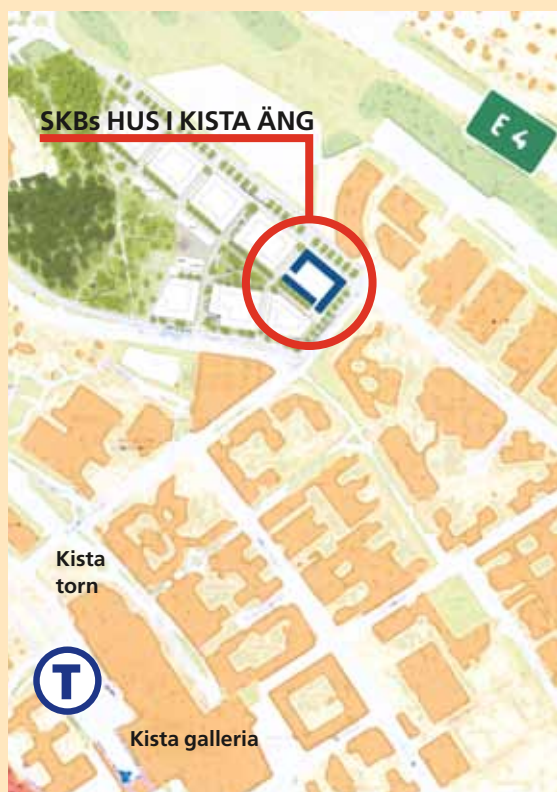 SKBs HUS I KISTA ÄNG
E 4
Kista
torn
T
Kista galleria